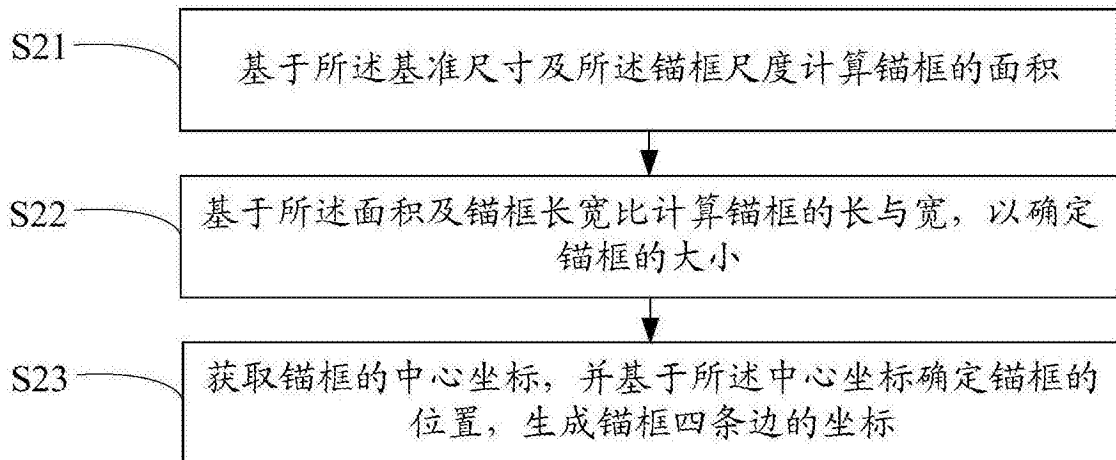 S21
基于所述基准尺寸及所述锚框尺度计算锚框的面积
S22
基于所述面积及锚框长宽比计算锚框的长与宽，以确定
锚框的大小
S23
获取锚框的中心坐标，并基于所述中心坐标确定锚框的
位置，生成锚框四条边的坐标